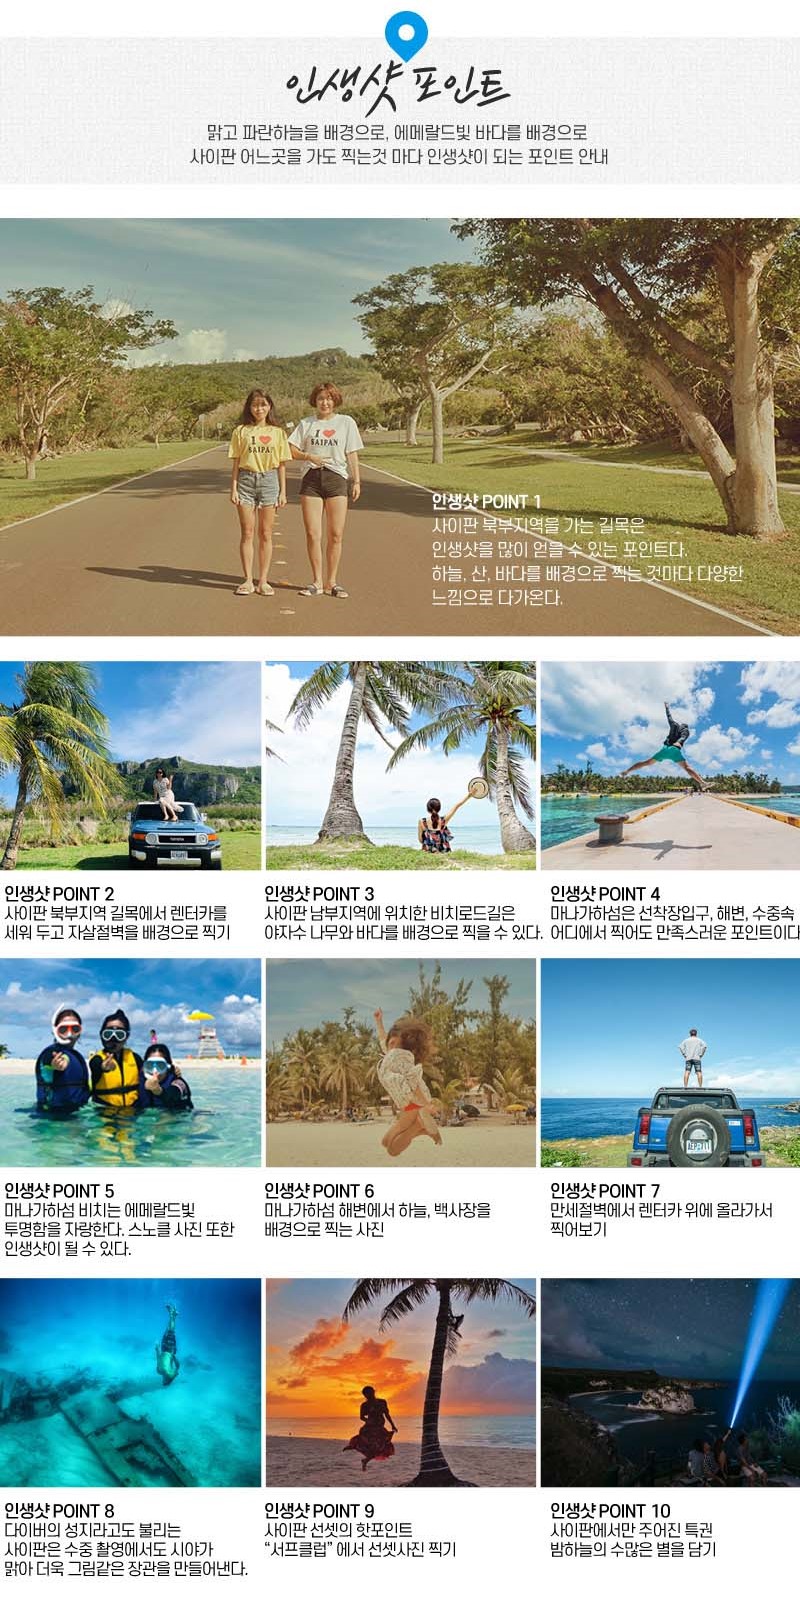 인생샷 포인트
맑고 파란하늘을 배경으로, 에메랄드빛 바다를 배경으로
사이판 어느곳을 가도 찍는것 마다 인생샷이 되는 포인트 안내
I ♥
SAIPAN
I ♥
SAIPAN
인생샷 POINT 1
사이판 북부지역을 가는 길목은
인생샷을 많이 얻을 수 있는 포인트다.
하늘, 산, 바다를 배경으로 찍는 것마다 다양한
느낌으로 다가온다.
인생샷 POINT 2
사이판 북부지역 길목에서 렌터카를
세워 두고 자살절벽을 배경으로 찍기
인생샷 POINT 3
사이판 남부지역에 위치한 비치로드길은
야자수 나무와 바다를 배경으로 찍을 수 있다.
인생샷 POINT 4
마나가하섬은 선착장입구, 해변, 수중속
어디에서 찍어도 만족스러운 포인트이다
인생샷 POINT 5
마나가하섬 비치는 에메랄드빛
투명함을 자랑한다. 스노클 사진 또한
인생샷이 될 수 있다.
인생샷 POINT 6
마나가하섬 해변에서 하늘, 백사장을
배경으로 찍는 사진
인생샷 POINT 7
만세절벽에서 렌터카 위에 올라가서
찍어보기
인생샷 POINT 8
다이버의 성지라고도 불리는
사이판은 수중 촬영에서도 시야가
맑아 더욱 그림같은 장관을 만들어낸다.
인생샷 POINT 9
사이판 선셋의 핫포인트
“서프클럽” 에서 선셋사진 찍기
인생샷 POINT 10
사이판에서만 주어진 특권
밤하늘의 수많은 별을 담기